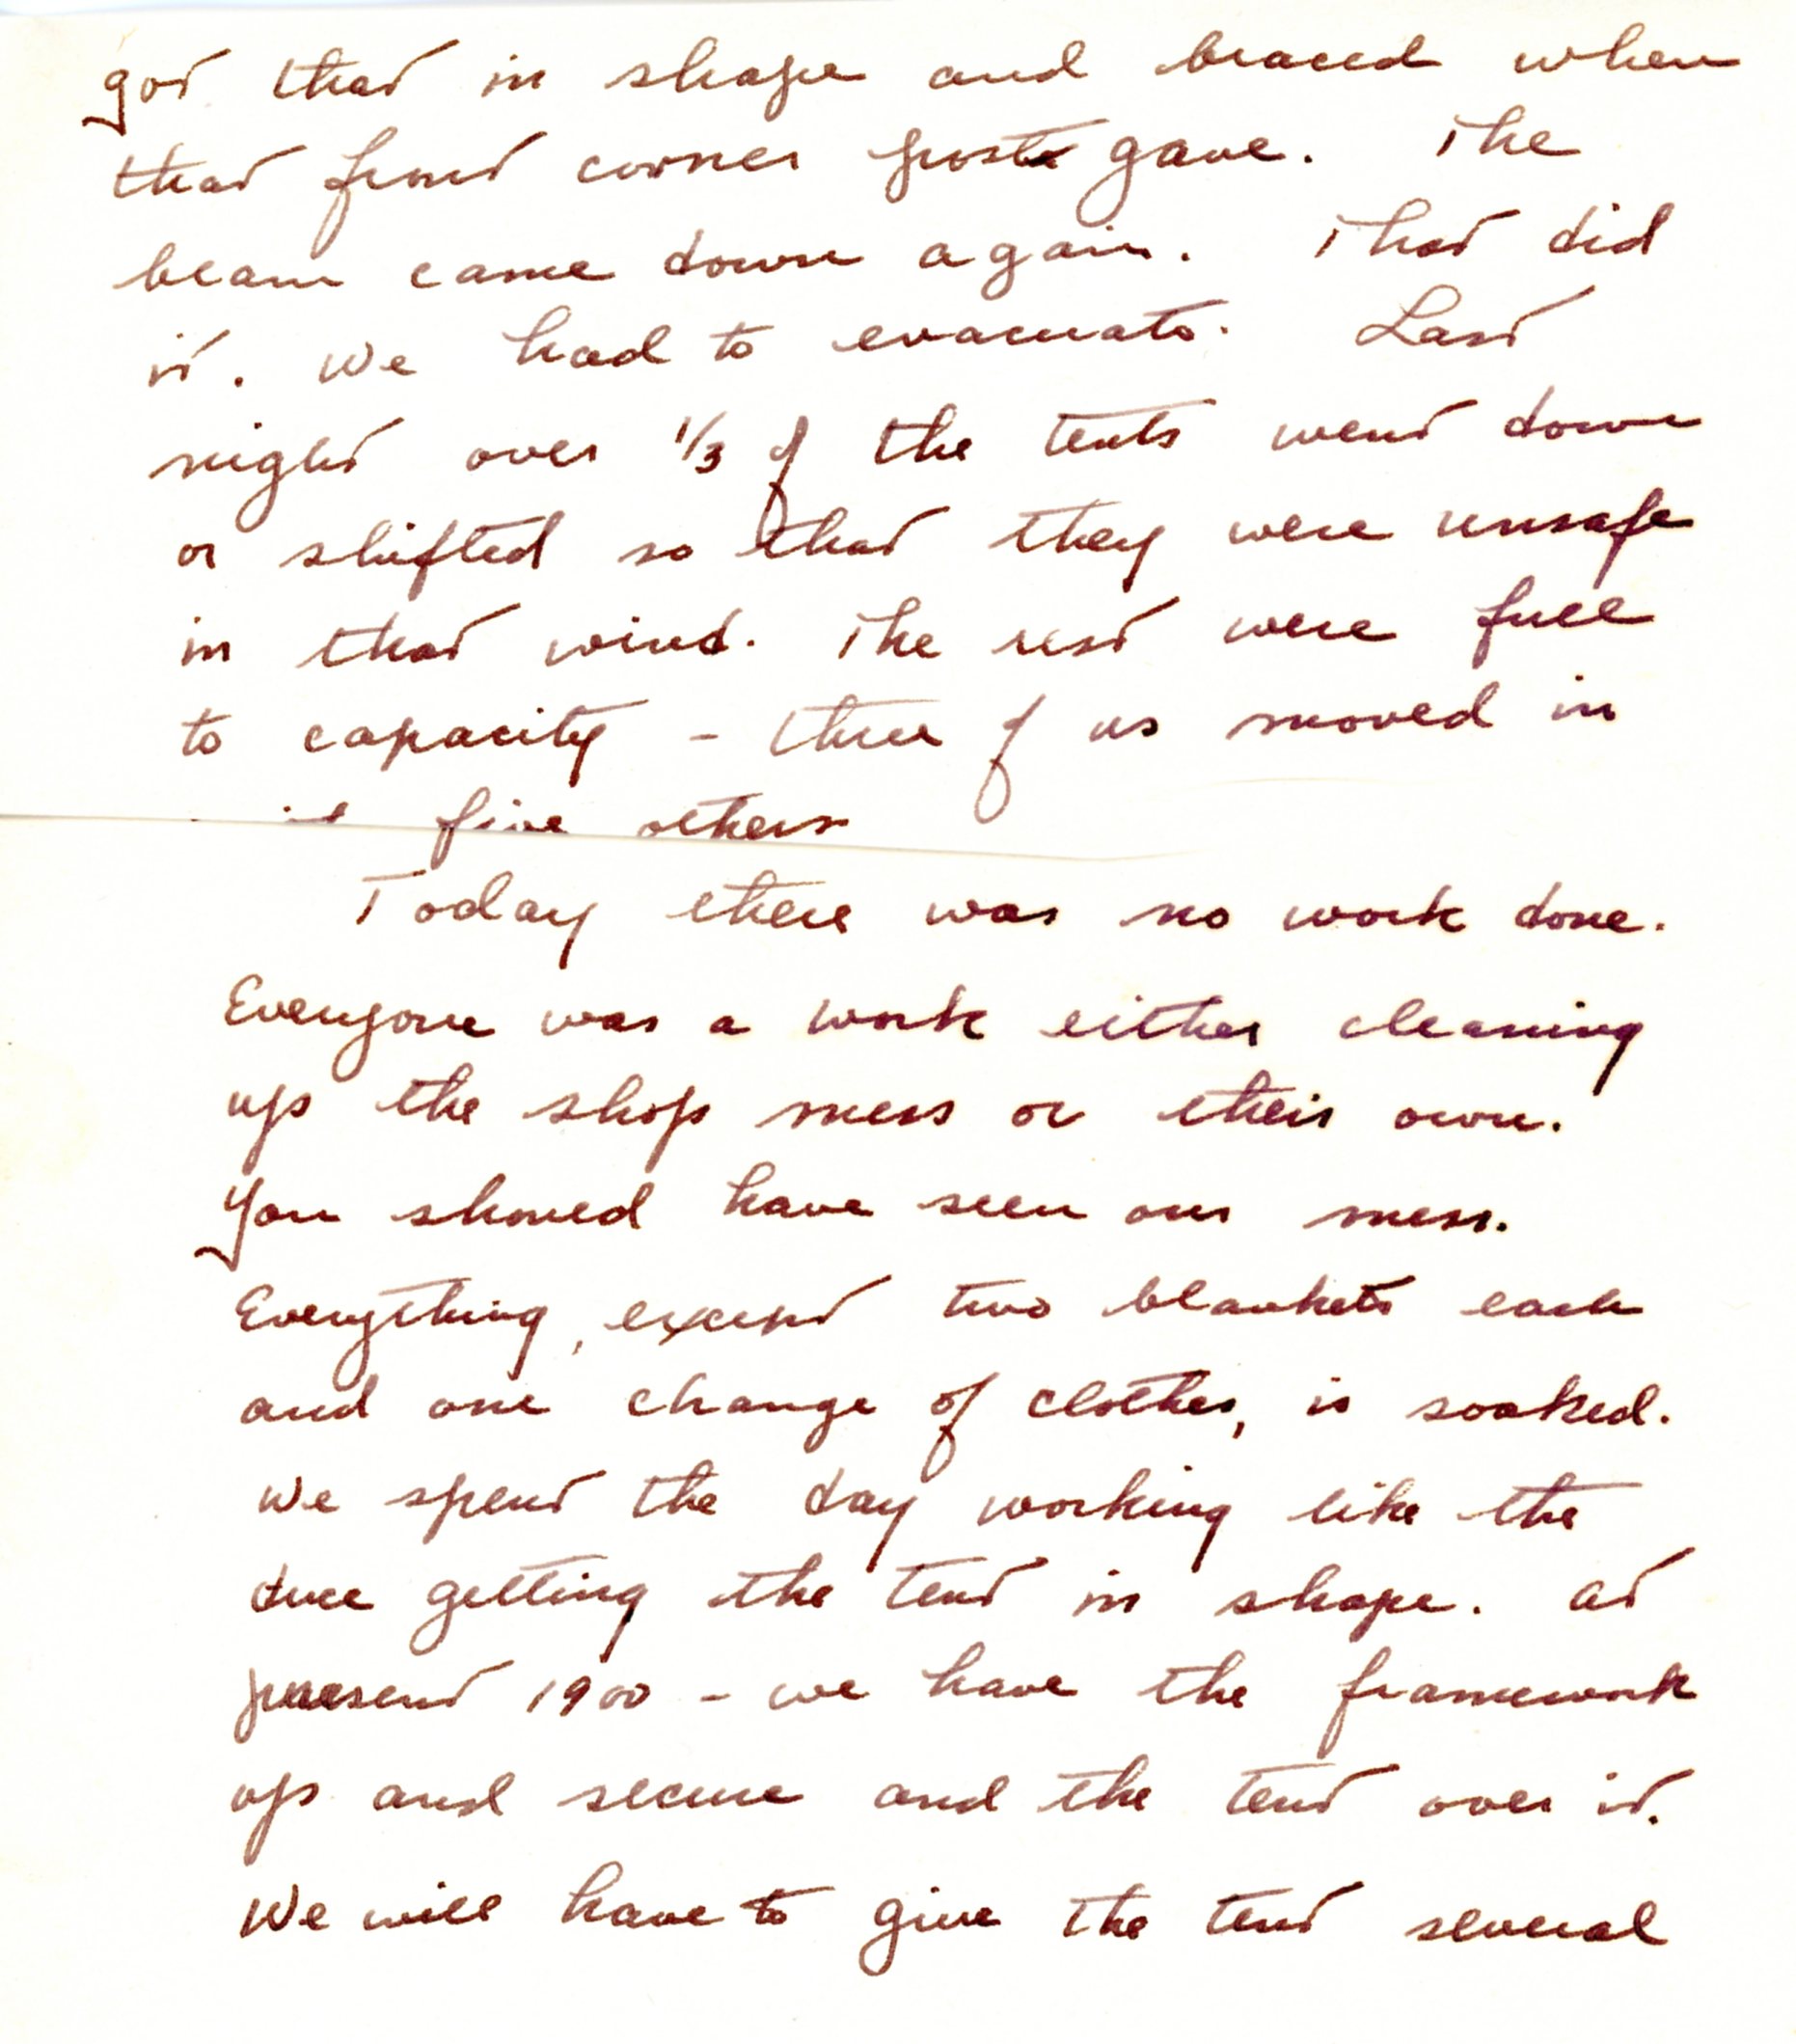 got that in shape and braced when
that front corner post gave. The
beam came down again. That did
it. We had to evacuate. Last
night over 1/3 of the tents went down
or shifted so that they were unsafe
in that wind. The rest were full
to capacity - three of us moved in
five others
Today there was no work done.
Everyone was a work either cleaning
up the shop mess or their own.
You should have seen our mess.
Everything, except two blankets each
and one change of clothes, is soaked.
We spent the day working like the
duce getting the tent in shape. At
present 1900 - we have the framework
up and secure and the tent over it.
We will have to give the tent several